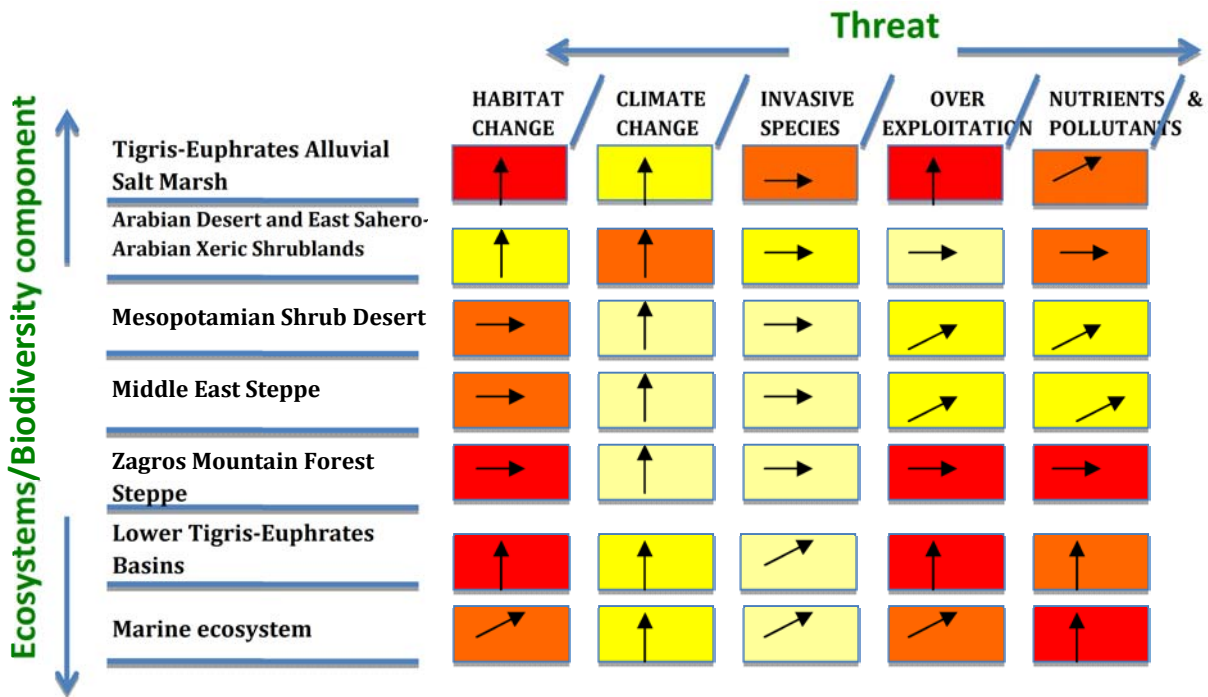 Threat
HABITAT CHANGE
CLIMATE CHANGE
INVASIVE SPECIES
OVER EXPLOITATION
NUTRIENTS & POLLUTANTS
Ecosystems/Biodiversity component
Tigris-Euphrates Alluvial
Salt Marsh
Arabian Desert and East Sahero-
Arabian Xeric Shrublands
Mesopotamian Shrub Desert
Middle East Steppe
Zagros Mountain Forest
Steppe
Lower Tigris-Euphrates
Basins
Marine ecosystem